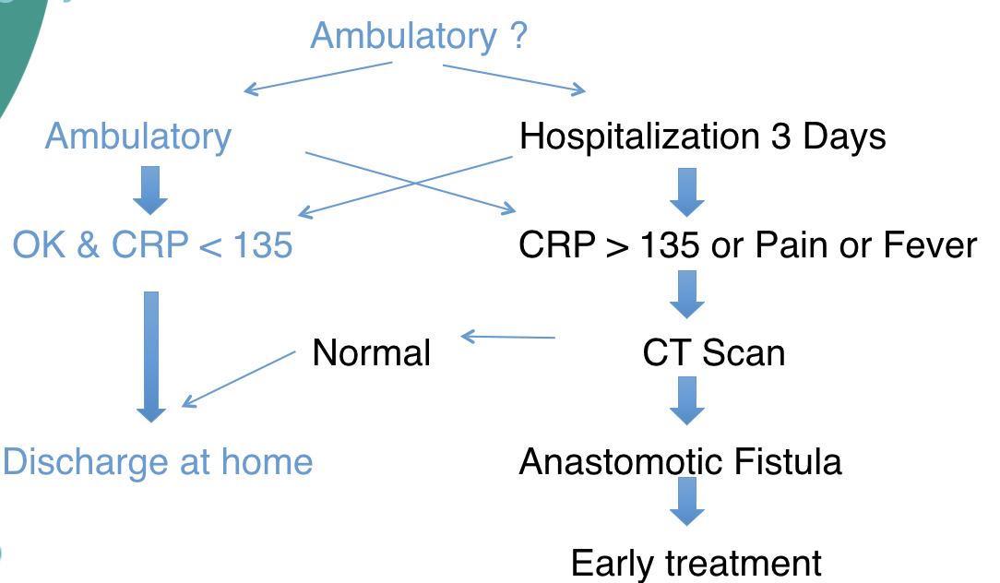 Ambulatory ?
Ambulatory
Hospitalization 3 Days
OK & CRP < 135
CRP > 135 or Pain or Fever
Normal
CT Scan
Discharge at home
Anastomotic Fistula
Early treatment